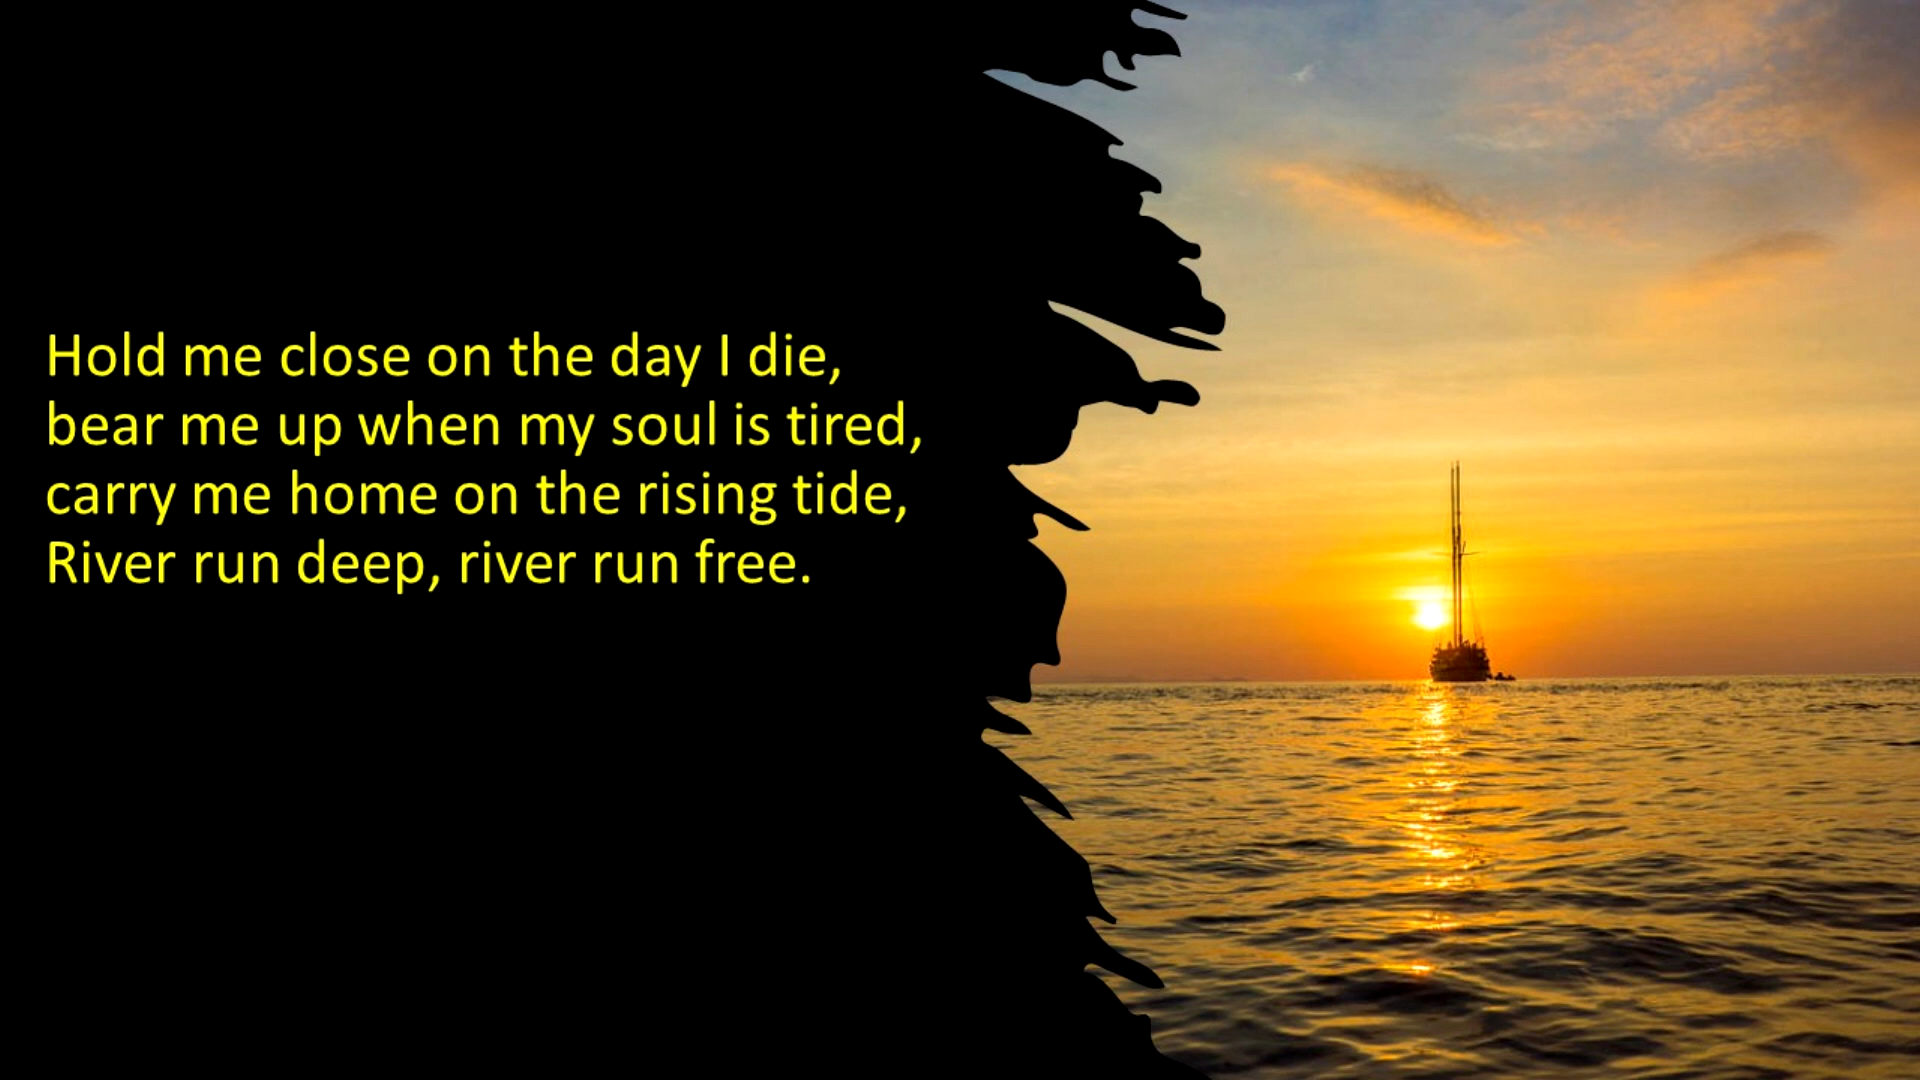 Hold me close on the day I die,
bear me up when my soul is tired,
carry me home on the rising tide,
River run deep, river run free.